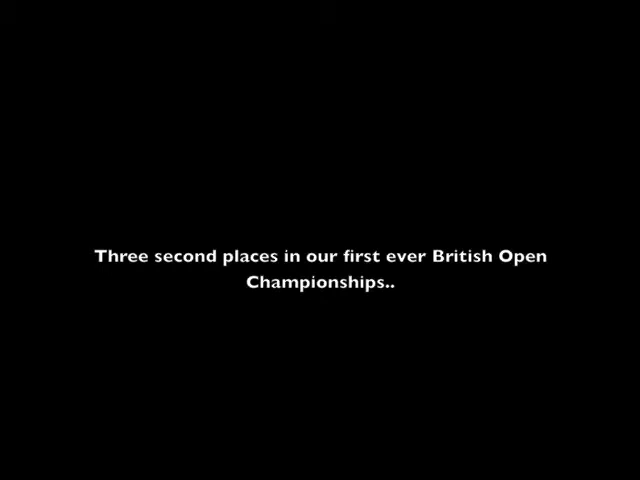 Three second places in our first ever British Open
Championships..